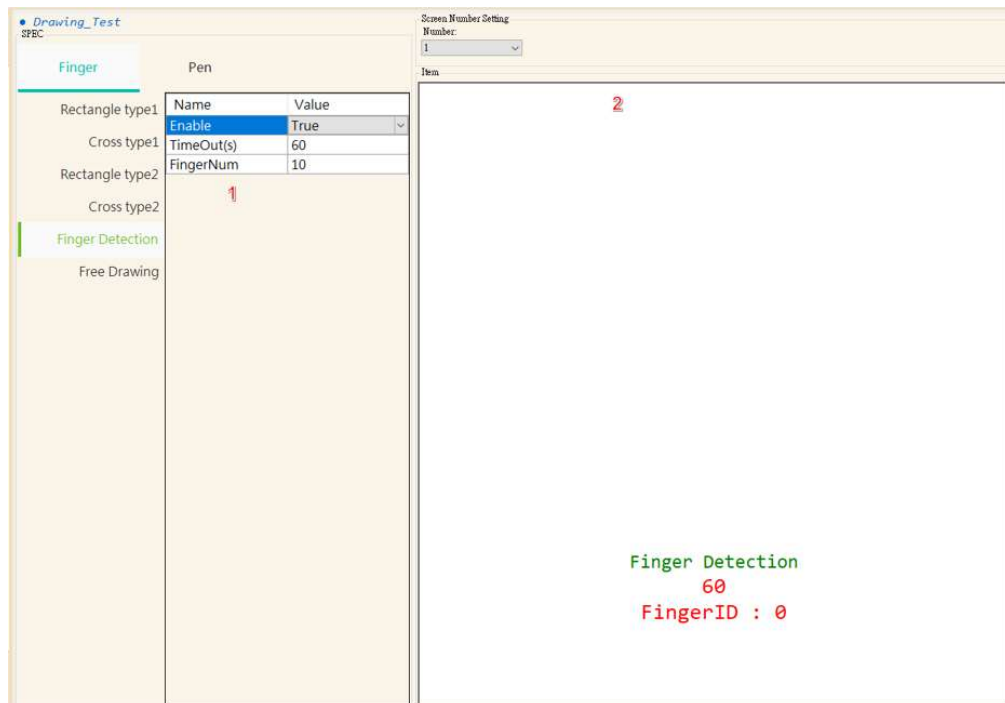 Drawing_Test
SPEC
Finger Pen
Rectangle type1
Cross type1
Rectangle type2
Cross type2
Finger Detection
Free Drawing
Name Value
Enable True
TimeOut(s) 60
FingerNum 10
1
Screen Number Setting
Number:
1
Item
2
Finger Detection
60
FingerID : 0